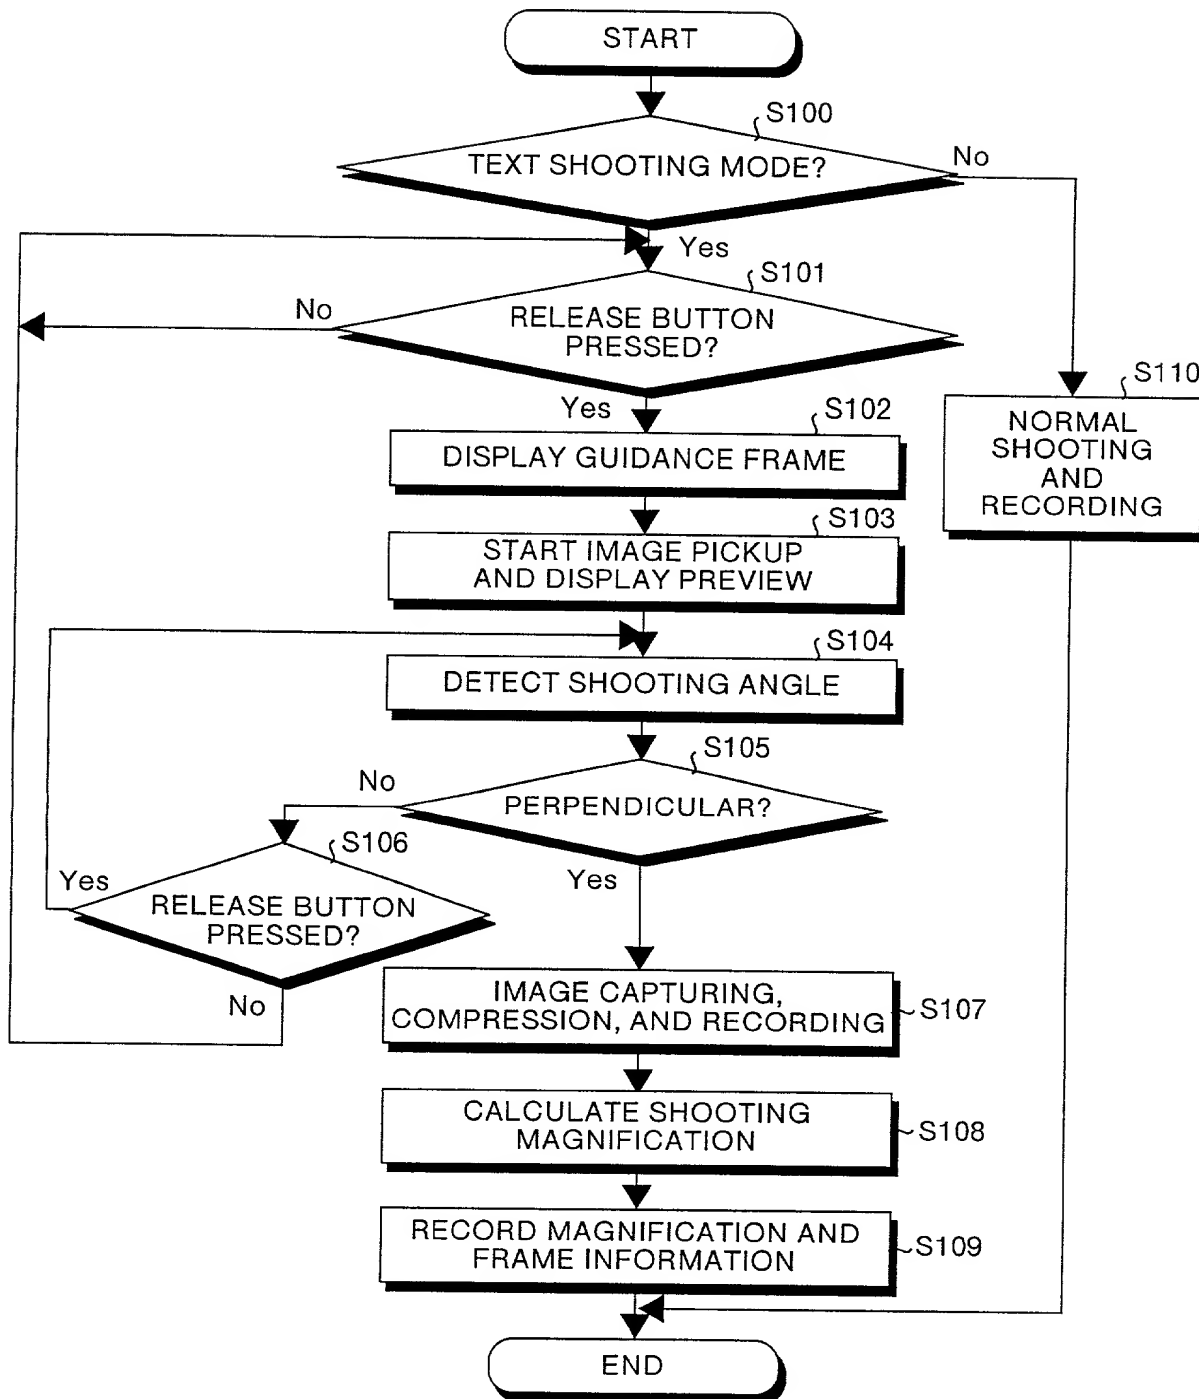 START
S100
TEXT SHOOTING MODE?
No
Yes
S101
No
RELEASE BUTTON
PRESSED?
Yes
S110
NORMAL
SHOOTING
AND
RECORDING
S102
DISPLAY GUIDANCE FRAME
S103
START IMAGE PICKUP
AND DISPLAY PREVIEW
S104
DETECT SHOOTING ANGLE
S105
No
PERPENDICULAR?
Yes
S106
Yes
RELEASE BUTTON
PRESSED?
No
IMAGE CAPTURING,
COMPRESSION, AND RECORDING
S107
CALCULATE SHOOTING
MAGNIFICATION
S108
RECORD MAGNIFICATION AND
FRAME INFORMATION
S109
END